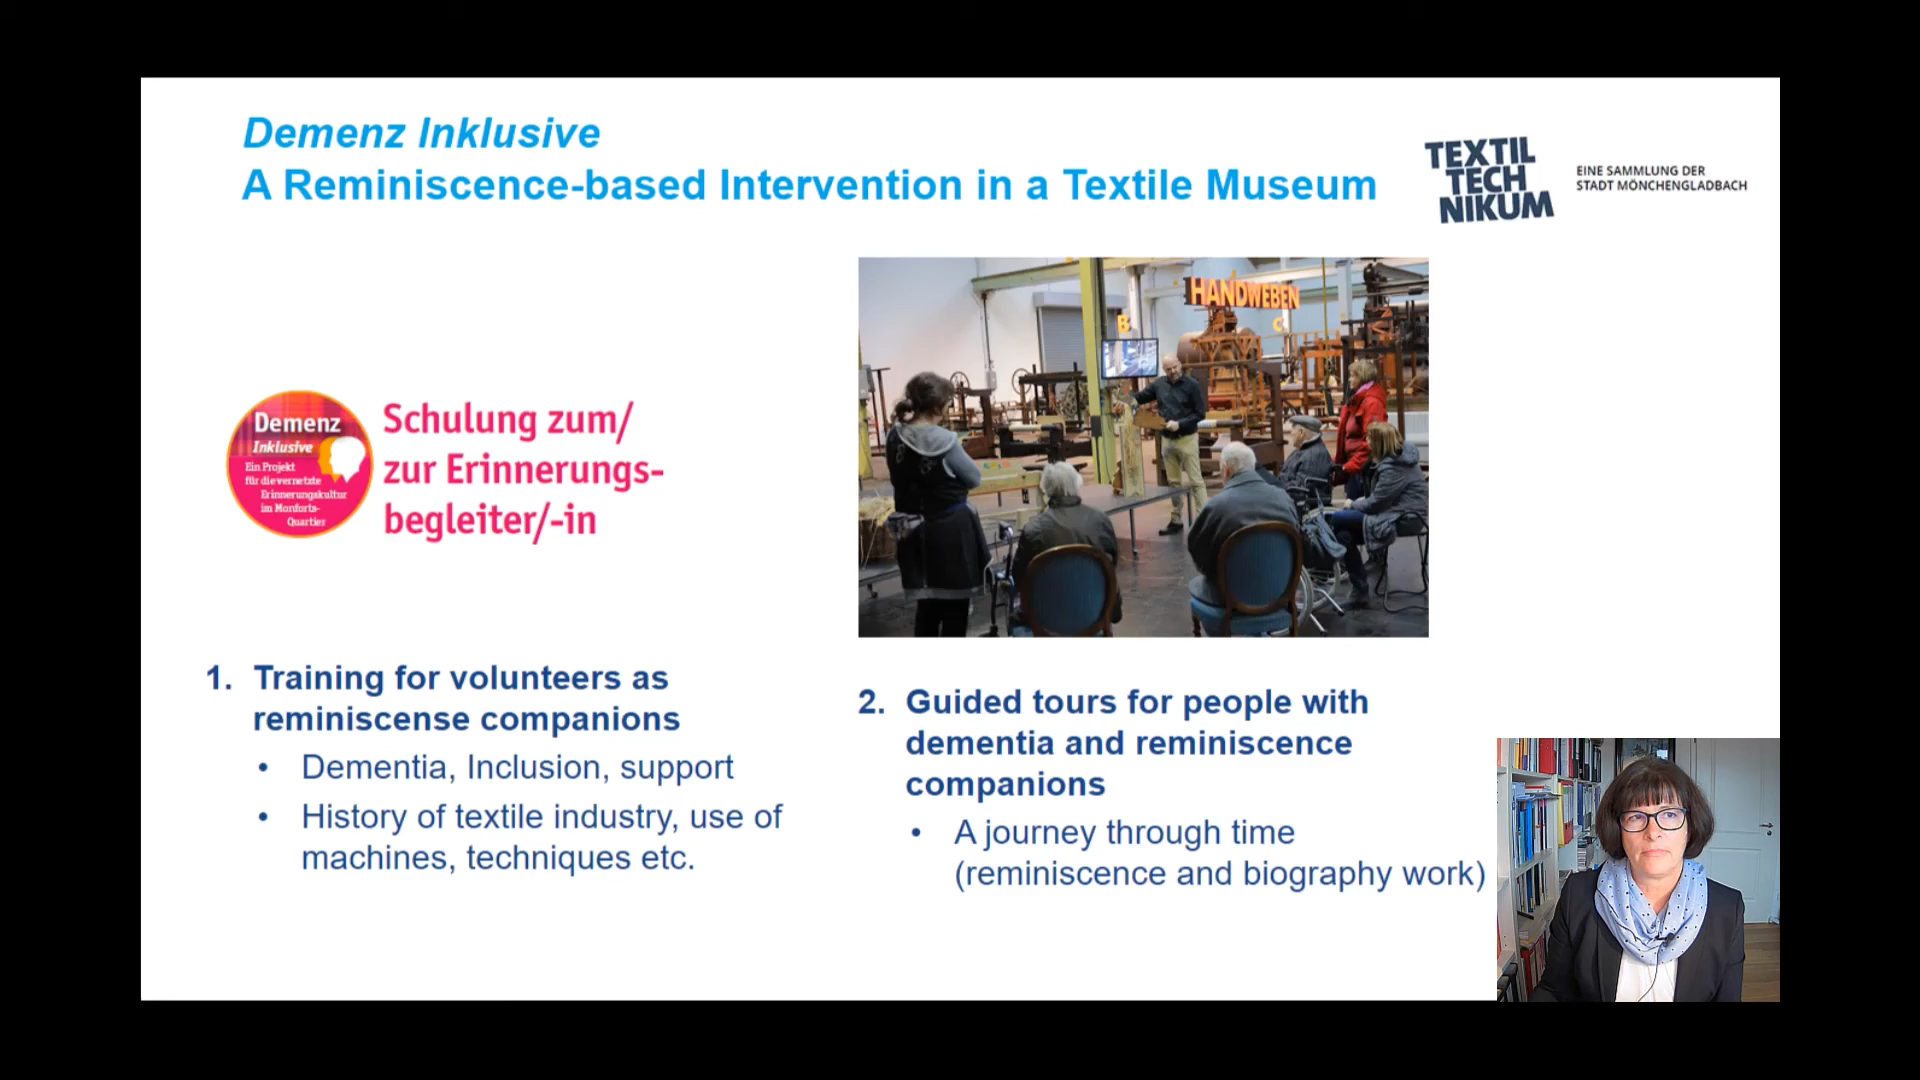 Demenz Inklusive
A Reminiscence-based Intervention in a Textile Museum
TEXTIL
TECH
NIKUM
EINE SAMMLUNG DER
STADT MÖNCHENGLADBACH
Demenz
Inklusive
Ein Projekt
für die vernetzte
Erinnerungskultur
im Monforts-
Quartier
Schulung zum/
zur Erinnerungs-
begleiter/-in
HANDWEBEN
B
C
1. Training for volunteers as
reminiscense companions
• Dementia, Inclusion, support
• History of textile industry, use of
machines, techniques etc.
2. Guided tours for people with
dementia and reminiscence
companions
• A journey through time
(reminiscence and biography work)